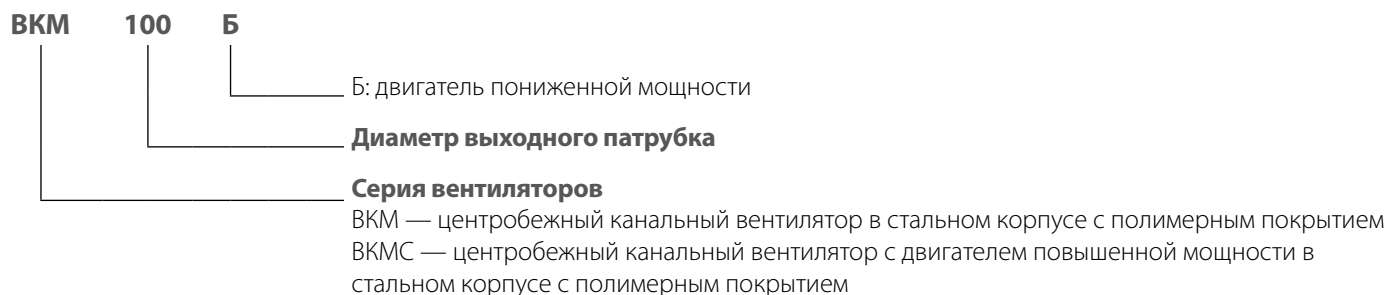 ВКМ 100 Б
Б: двигатель пониженной мощности
Диаметр выходного патрубка
Серия вентиляторов
ВКМ — центробежный канальный вентилятор в стальном корпусе с полимерным покрытием
ВКМС — центробежный канальный вентилятор с двигателем повышенной мощности в
стальном корпусе с полимерным покрытием